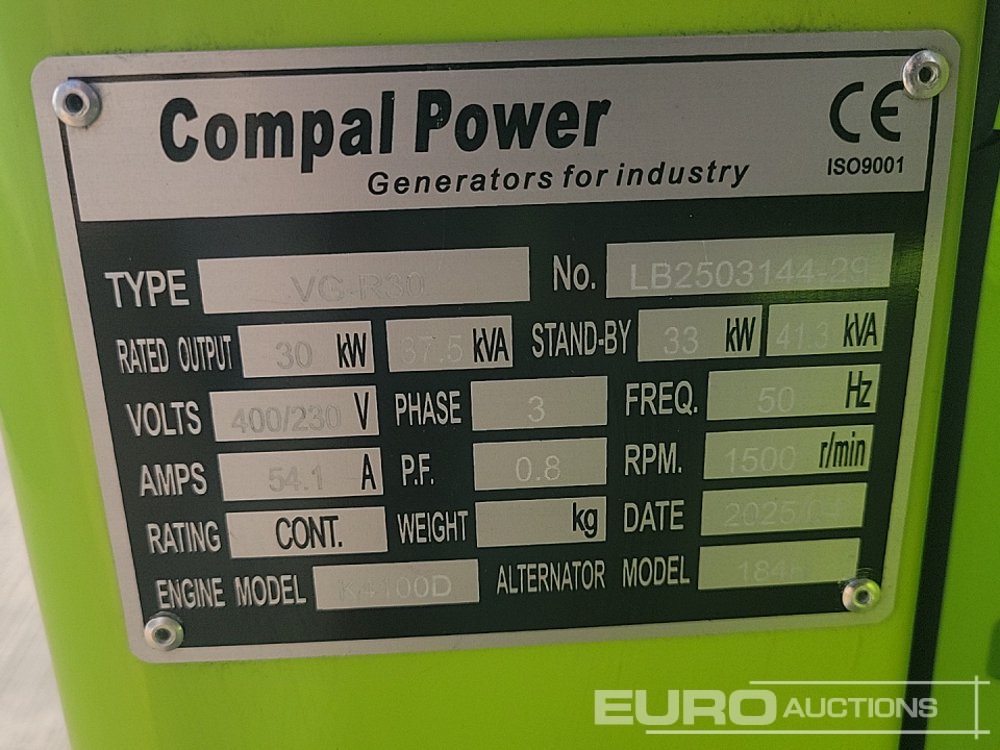 Compal Power
CE
Generators for industry
ISO9001
TYPE VG-R30 No. LB2503144-29
RATED OUTPUT 30 kW 37.5 kVA STAND-BY 33 kW 41.3 kVA
VOLTS 400/230 V PHASE 3 FREQ. 50 Hz
AMPS 54.1 A P.F. 0.8 RPM. 1500 r/min
RATING CONT. WEIGHT kg DATE
ENGINE MODEL K4100D ALTERNATOR MODEL
EURO AUCTIONS